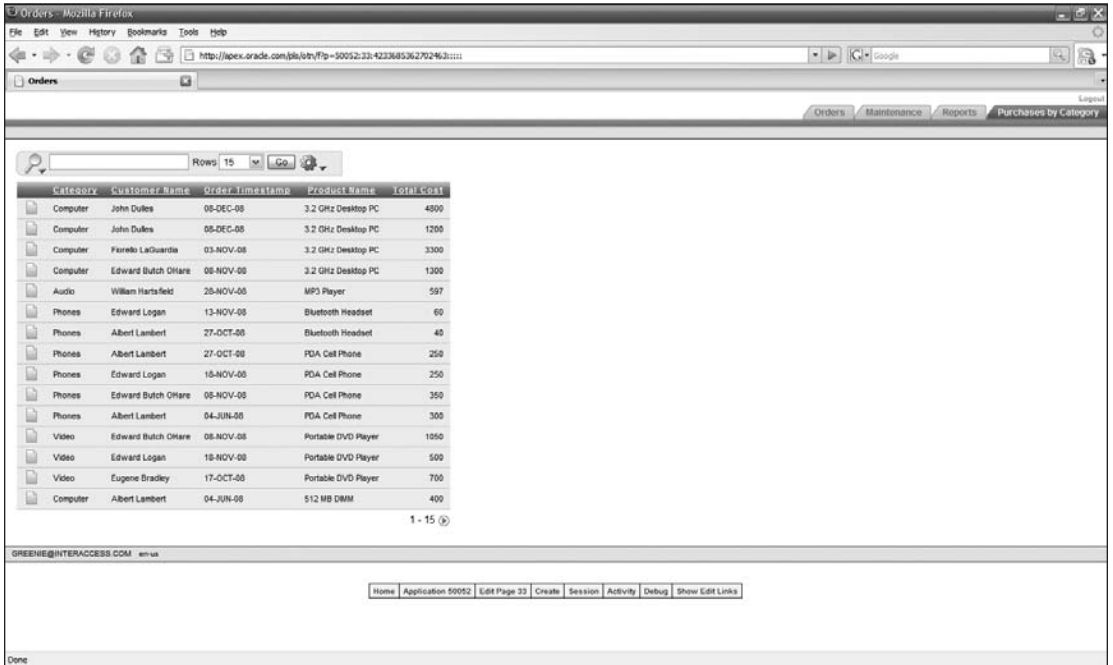 Orders - Mozilla Firefox
File Edit View History Bookmarks Tools Help
http://apex.oracle.com/pls/otn/f?p=50052:33:4233685362702463:::::
Google
Orders
Logout
Orders Maintenance Reports Purchases by Category
Rows 15 Go
Category Customer Name Order Timestamp Product Name Total Cost
Computer John Dulles 08-DEC-08 3.2 GHz Desktop PC 4800
Computer John Dulles 08-DEC-08 3.2 GHz Desktop PC 1200
Computer Fiorello LaGuardia 03-NOV-08 3.2 GHz Desktop PC 3300
Computer Edward Butch OHare 08-NOV-08 3.2 GHz Desktop PC 1300
Audio William Hartsfield 28-NOV-08 MP3 Player 597
Phones Edward Logan 13-NOV-08 Bluetooth Headset 60
Phones Albert Lambert 27-OCT-08 Bluetooth Headset 40
Phones Albert Lambert 27-OCT-08 PDA Cell Phone 250
Phones Edward Logan 18-NOV-08 PDA Cell Phone 250
Phones Edward Butch OHare 08-NOV-08 PDA Cell Phone 350
Phones Albert Lambert 04-JUN-08 PDA Cell Phone 300
Video Edward Butch OHare 08-NOV-08 Portable DVD Player 1050
Video Edward Logan 18-NOV-08 Portable DVD Player 500
Video Eugene Bradley 17-OCT-08 Portable DVD Player 700
Computer Albert Lambert 04-JUN-08 512 MB DIMM 400
1 - 15
GREENIE@INTERACCESS.COM en-us
Home Application 50052 Edit Page 33 Create Session Activity Debug Show Edit Links
Done